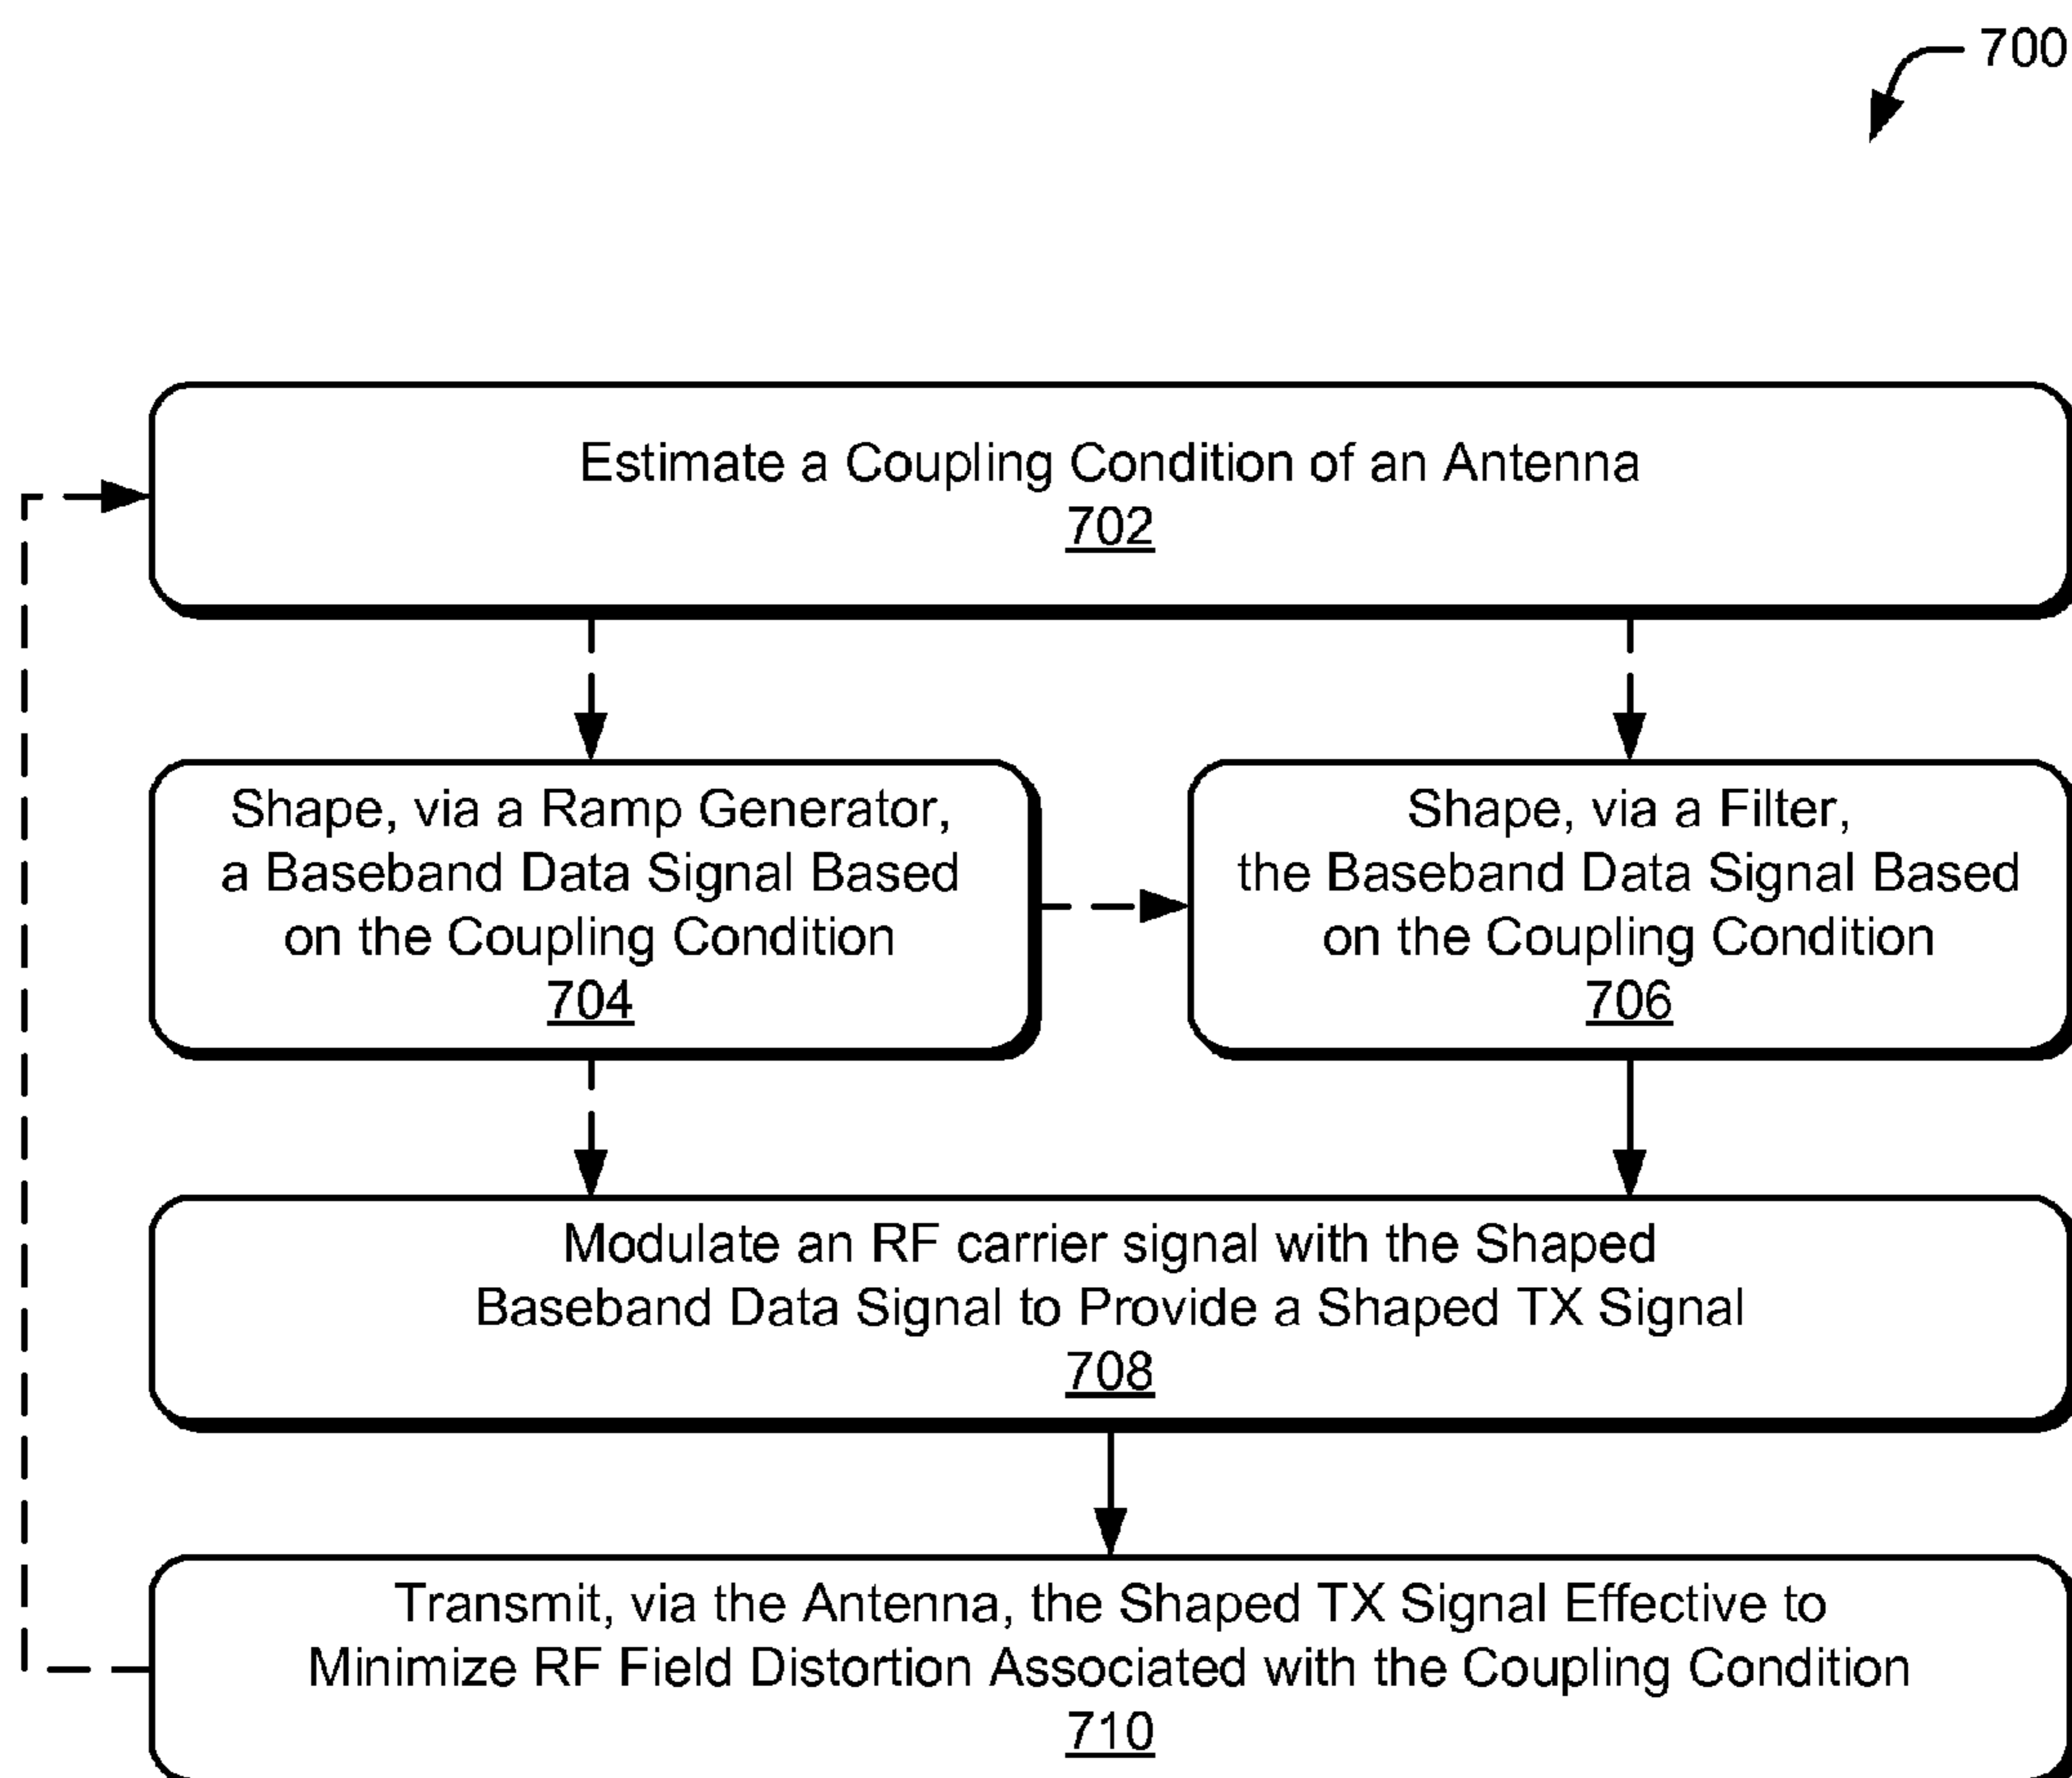 700
Estimate a Coupling Condition of an Antenna
702
Shape, via a Ramp Generator,
a Baseband Data Signal Based
on the Coupling Condition
704
Shape, via a Filter,
the Baseband Data Signal Based
on the Coupling Condition
706
Modulate an RF carrier signal with the Shaped
Baseband Data Signal to Provide a Shaped TX Signal
708
Transmit, via the Antenna, the Shaped TX Signal Effective to
Minimize RF Field Distortion Associated with the Coupling Condition
710